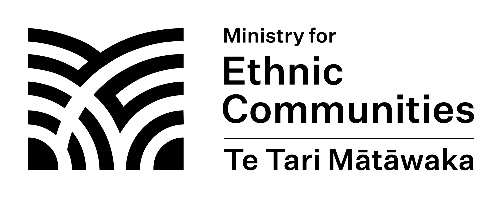 Ministry for
Ethnic
Communities
Te Tari Mātāwaka